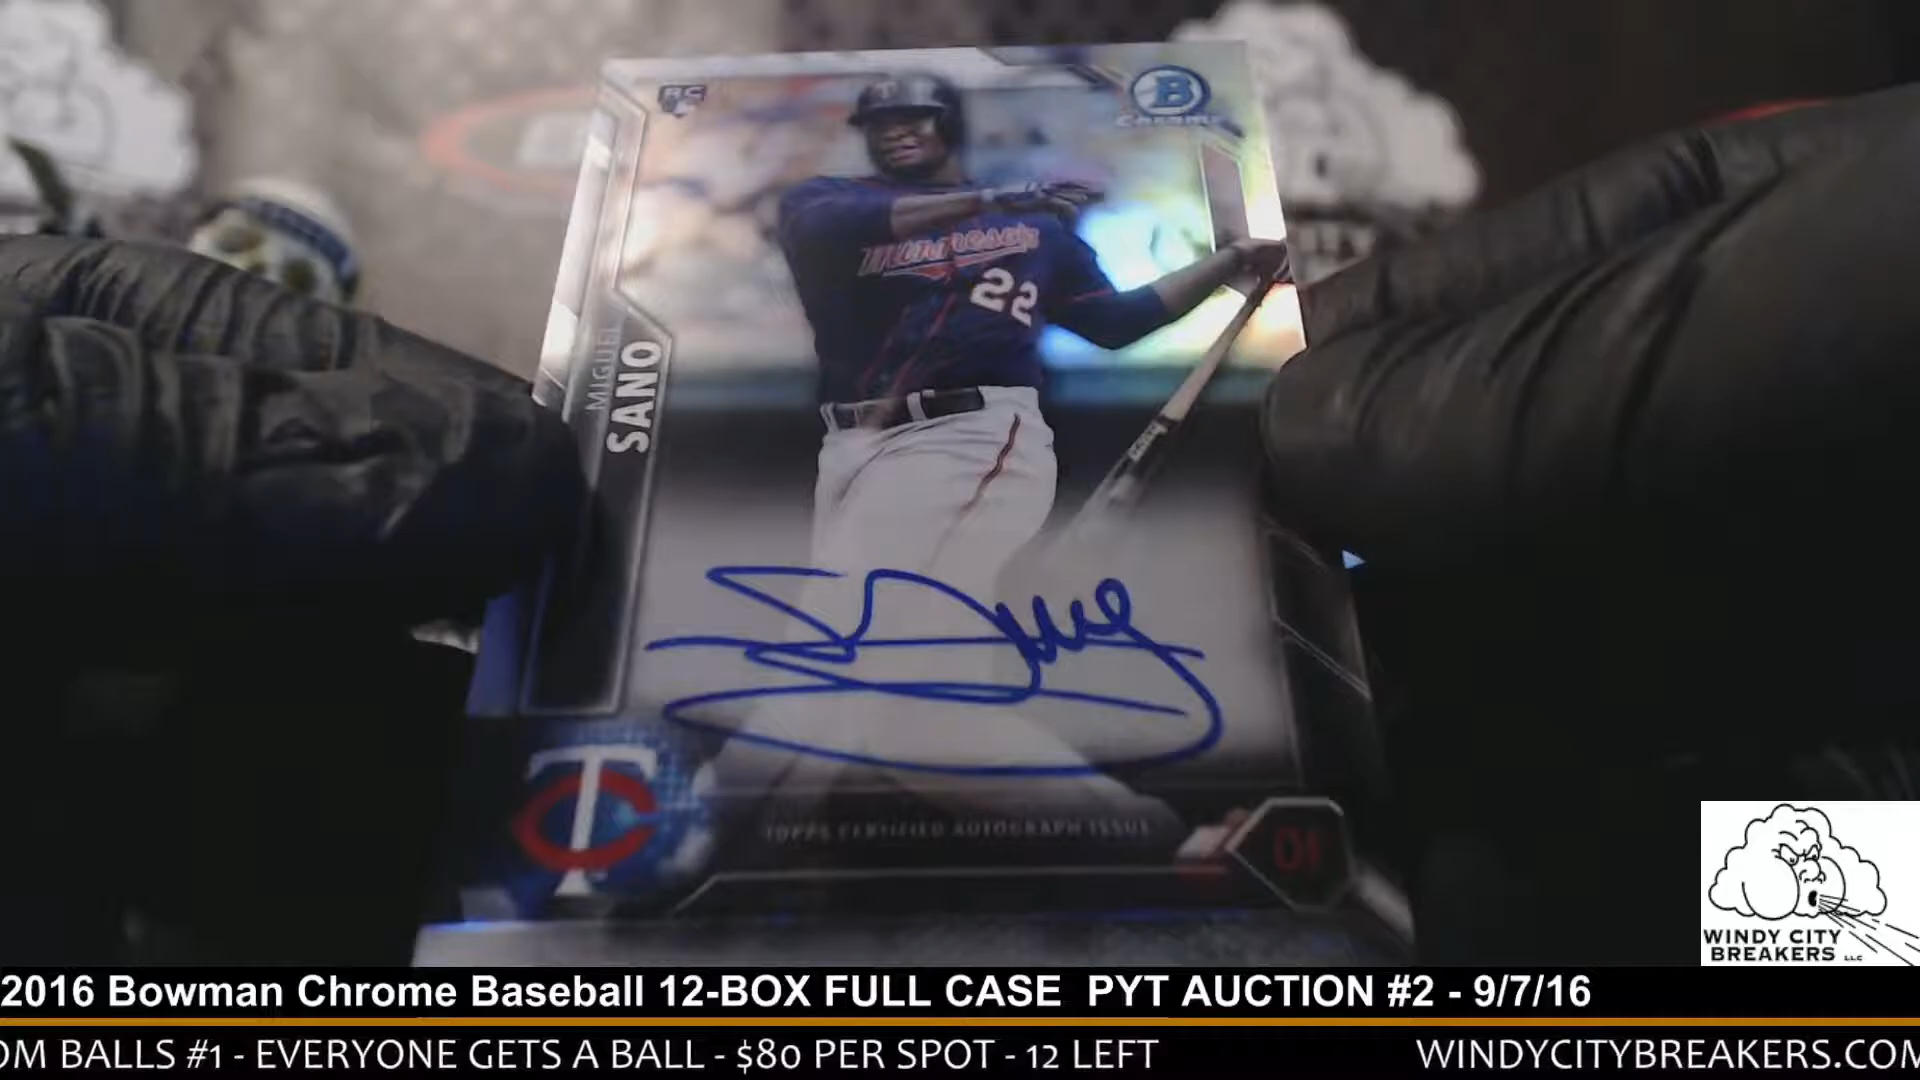 RC
B
CHROME
T
Minnesota
22
MIGUEL
SANO
TC
TOPPS CERTIFIED AUTOGRAPH ISSUE
WINDY CITY
BREAKERS LLC
2016 Bowman Chrome Baseball 12-BOX FULL CASE PYT AUCTION #2 - 9/7/16
OM BALLS #1 - EVERYONE GETS A BALL - $80 PER SPOT - 12 LEFT WINDYCITYBREAKERS.COM